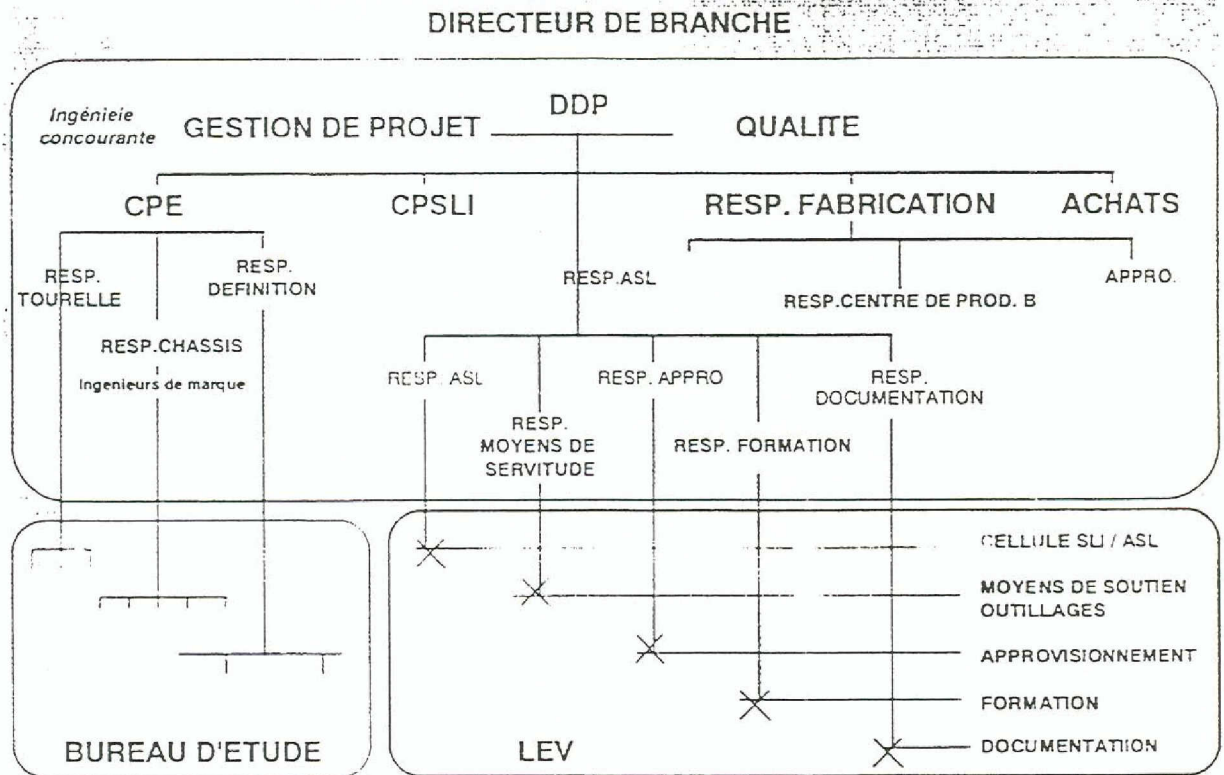 DIRECTEUR DE BRANCHE
Ingénieie
concourante
GESTION DE PROJET
DDP
QUALITE
CPE
CPSLI
RESP. FABRICATION
ACHATS
RESP.
TOURELLE
RESP.
DEFINITION
RESP.ASL
RESP.CENTRE DE PROD. B
APPRO.
RESP.CHASSIS
Ingenieurs de marque
RESP. ASL
RESP. APPRO
RESP.
DOCUMENTATION
RESP.
MOYENS DE
SERVITUDE
RESP. FORMATION
CELLULE SLI / ASL
MOYENS DE SOUTIEN
OUTILLAGES
APPROVISIONNEMENT
FORMATION
DOCUMENTATIION
BUREAU D'ETUDE
LEV